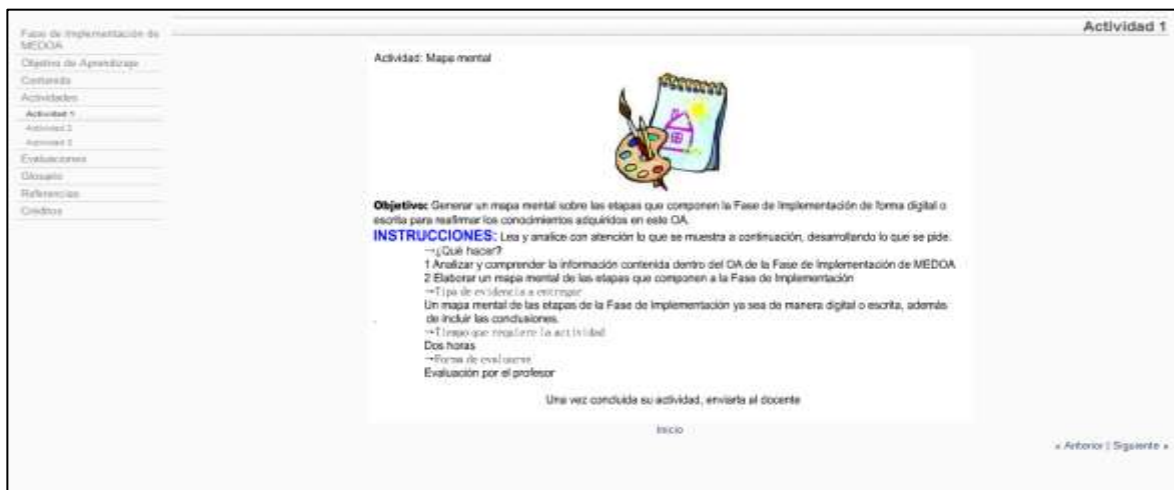 Fase de Implementación de
MEDOA
Objetivo de Aprendizaje
Contenido
Actividades
Actividad 1
Actividad 2
Actividad 3
Evaluaciones
Glosario
Referencias
Créditos
Actividad 1
Actividad: Mapa mental
Objetivo: Generar un mapa mental sobre las etapas que componen la Fase de Implementación de forma digital o
escrita para reafirmar los conocimientos adquiridos en este OA.
INSTRUCCIONES: Lea y analice con atención lo que se muestra a continuación, desarrollando lo que se pide.
→¿Qué hacer?
1 Analizar y comprender la información contenida dentro del OA de la Fase de Implementación de MEDOA
2 Elaborar un mapa mental de las etapas que componen a la Fase de Implementación
→Tipo de evidencia a entregar
Un mapa mental de las etapas de la Fase de Implementación ya sea de manera digital o escrita, además
de incluir las conclusiones.
→Tiempo que requiere la actividad
Dos horas
→Forma de evaluarse
Evaluación por el profesor
Una vez concluida su actividad, enviarla al docente
Inicio
« Anterior | Siguiente »